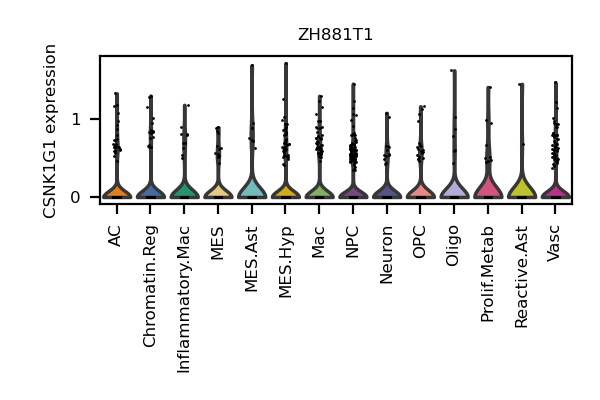 ZH881T1
CSNK1G1 expression
1
0
AC
Chromatin.Reg
Inflammatory.Mac
MES
MES.Ast
MES.Hyp
Mac
NPC
Neuron
OPC
Oligo
Prolif.Metab
Reactive.Ast
Vasc